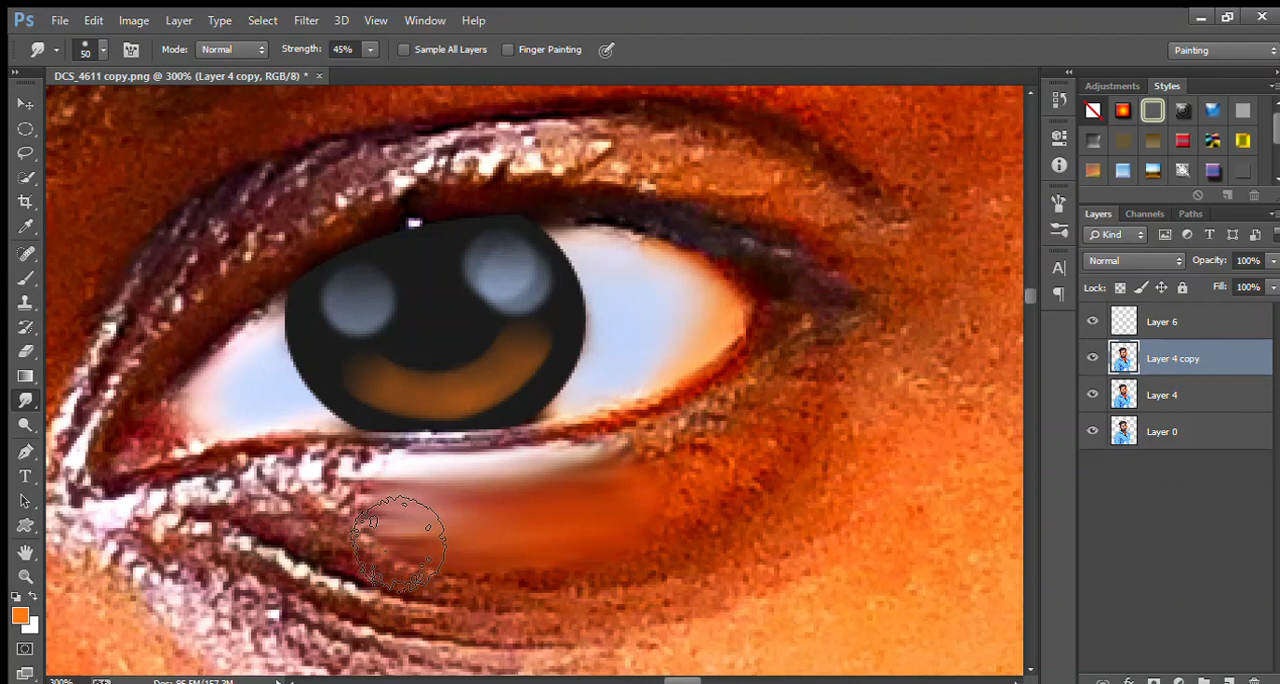 Ps File Edit Image Layer Type Select Filter 3D View Window Help
50 Mode: Normal Strength: 45% Sample All Layers Finger Painting Painting
DCS_4611 copy.png @ 300% (Layer 4 copy, RGB/8) * ×
Adjustments Styles
Layers Channels Paths
Kind
Normal Opacity: 100%
Lock: Fill: 100%
Layer 6
Layer 4 copy
Layer 4
Layer 0
300%